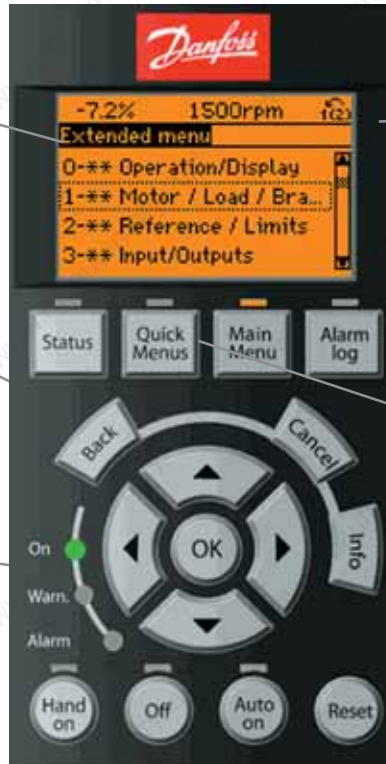 Danfoss
-7.2% 1500rpm 1(2)
Extended menu
0-** Operation/Display
1-** Motor / Load / Bra...
2-** Reference / Limits
3-** Input/Outputs
Status Quick Menus Main Menu Alarm log
Back Cancel
OK Info
On
Warn.
Alarm
Hand on Off Auto on Reset